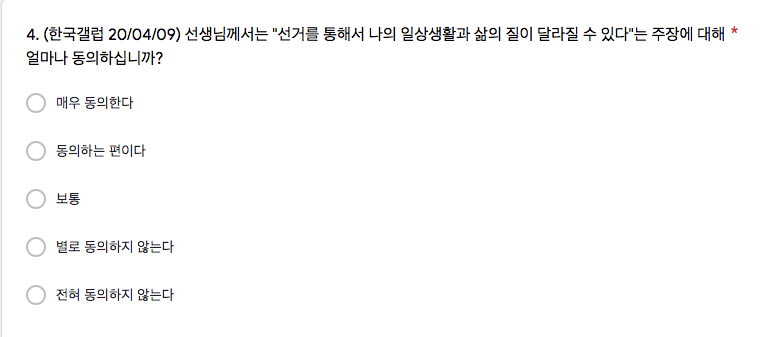 4. (한국갤럽 20/04/09) 선생님께서는 "선거를 통해서 나의 일상생활과 삶의 질이 달라질 수 있다"는 주장에 대해 *
얼마나 동의하십니까?
매우 동의한다
동의하는 편이다
보통
별로 동의하지 않는다
전혀 동의하지 않는다